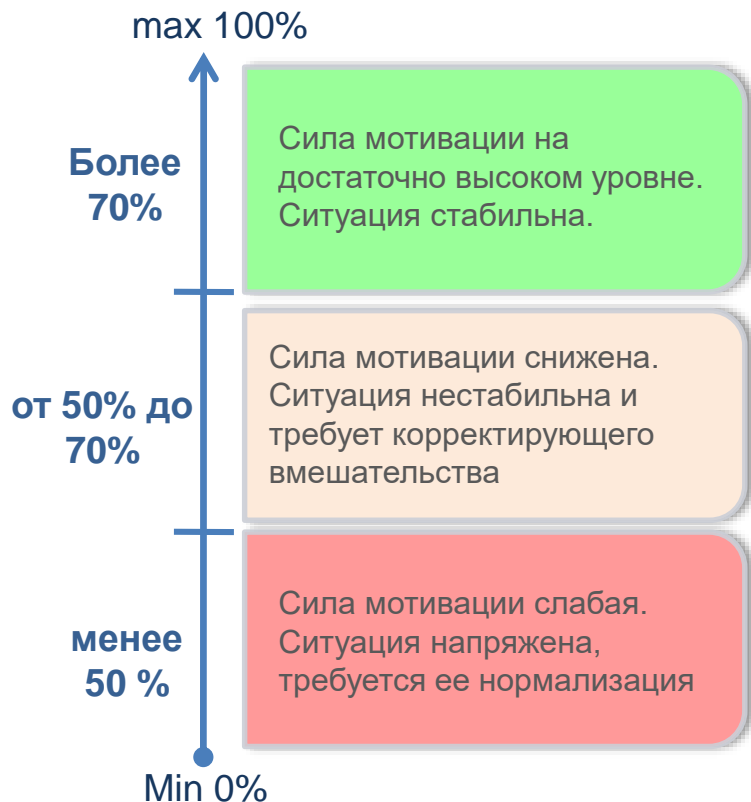 max 100%
Более
70%
Сила мотивации на
достаточно высоком уровне.
Ситуация стабильна.
от 50% до
70%
Сила мотивации снижена.
Ситуация нестабильна и
требует корректирующего
вмешательства
менее
50 %
Сила мотивации слабая.
Ситуация напряжена,
требуется ее нормализация
Min 0%